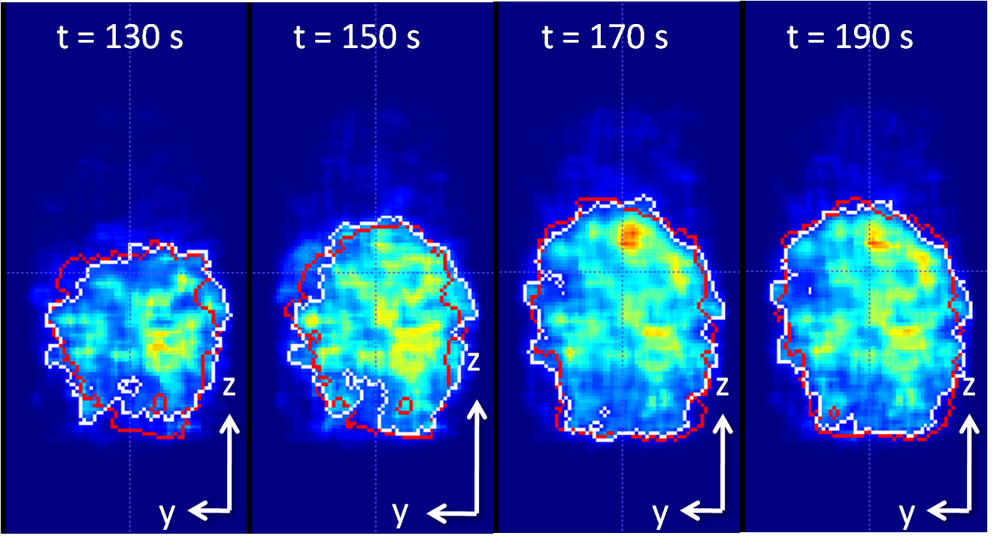 t = 130 s
t = 150 s
t = 170 s
t = 190 s
z
y
z
y
z
y
z
y